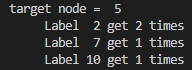 target node =  5
Label  2 get 2 times
Label  7 get 1 times
Label 10 get 1 times